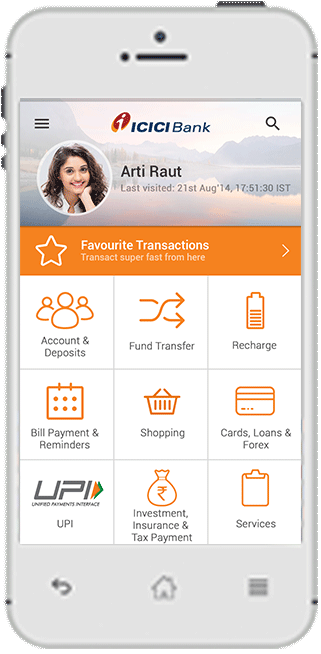 ICICI Bank
Arti Raut
Last visited: 21st Aug'14, 17:51:30 IST
Favourite Transactions
Transact super fast from here
Account &
Deposits
Fund Transfer
Recharge
Bill Payment &
Reminders
Shopping
Cards, Loans &
Forex
UPI
UNIFIED PAYMENTS INTERFACE
UPI
Investment,
Insurance &
Tax Payment
Services